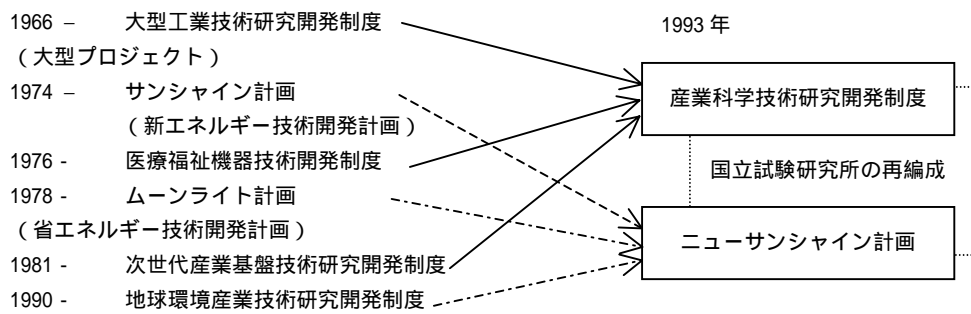 1966 – 大型工業技術研究開発制度
（大型プロジェクト）
1974 – サンシャイン計画
（新エネルギー技術開発計画）
1976 - 医療福祉機器技術開発制度
1978 - ムーンライト計画
（省エネルギー技術開発計画）
1981 - 次世代産業基盤技術研究開発制度
1990 - 地球環境産業技術研究開発制度
1993 年
産業科学技術研究開発制度
国立試験研究所の再編成
ニューサンシャイン計画